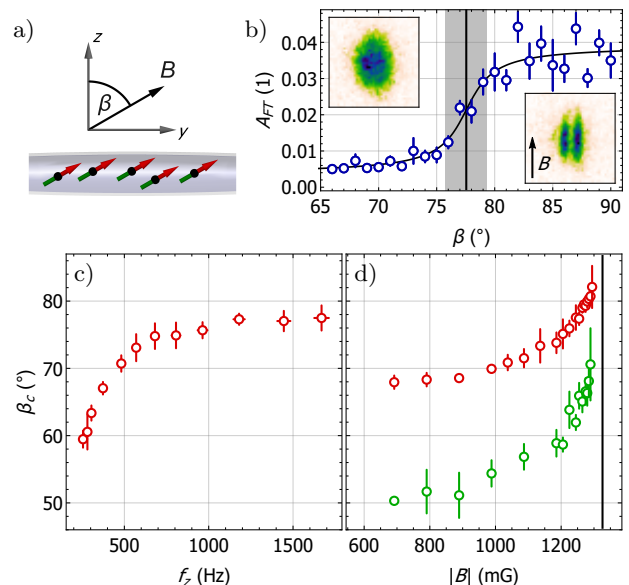 a)
z
B
β
y
b)
A_FT (1)
0.04
0.03
0.02
0.01
0.00
B
65 70 75 80 85 90
β (°)
c)
d)
β_c (°)
80
70
60
50
500 1000 1500
f_z (Hz)
600 800 1000 1200
|B| (mG)